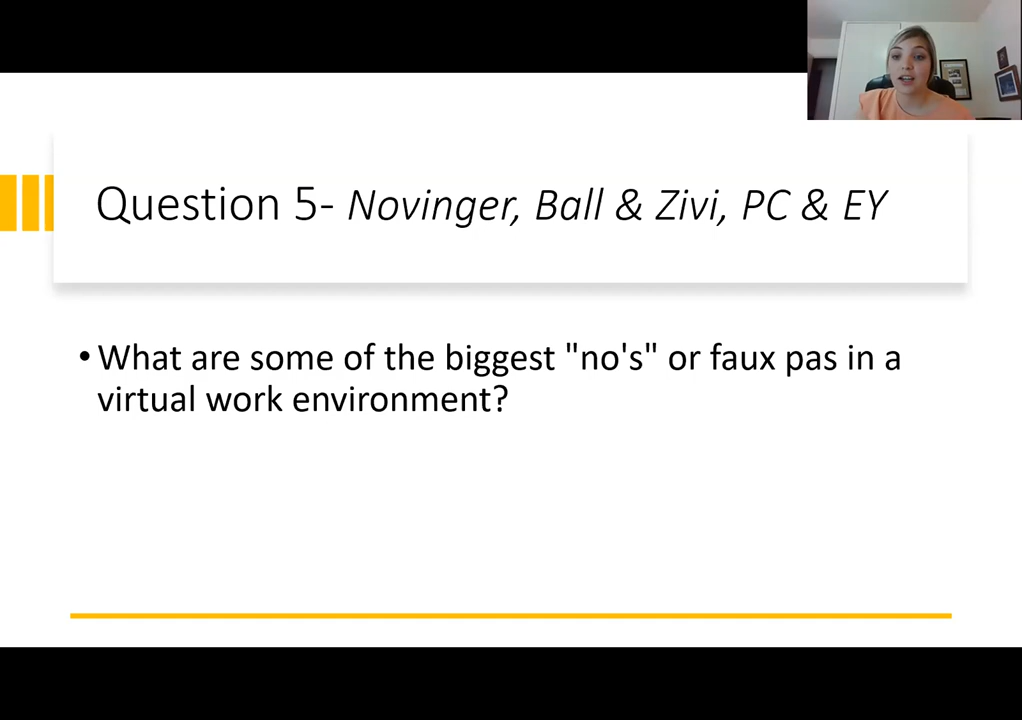 Question 5- Novinger, Ball & Zivi, PC & EY
• What are some of the biggest "no's" or faux pas in a
virtual work environment?